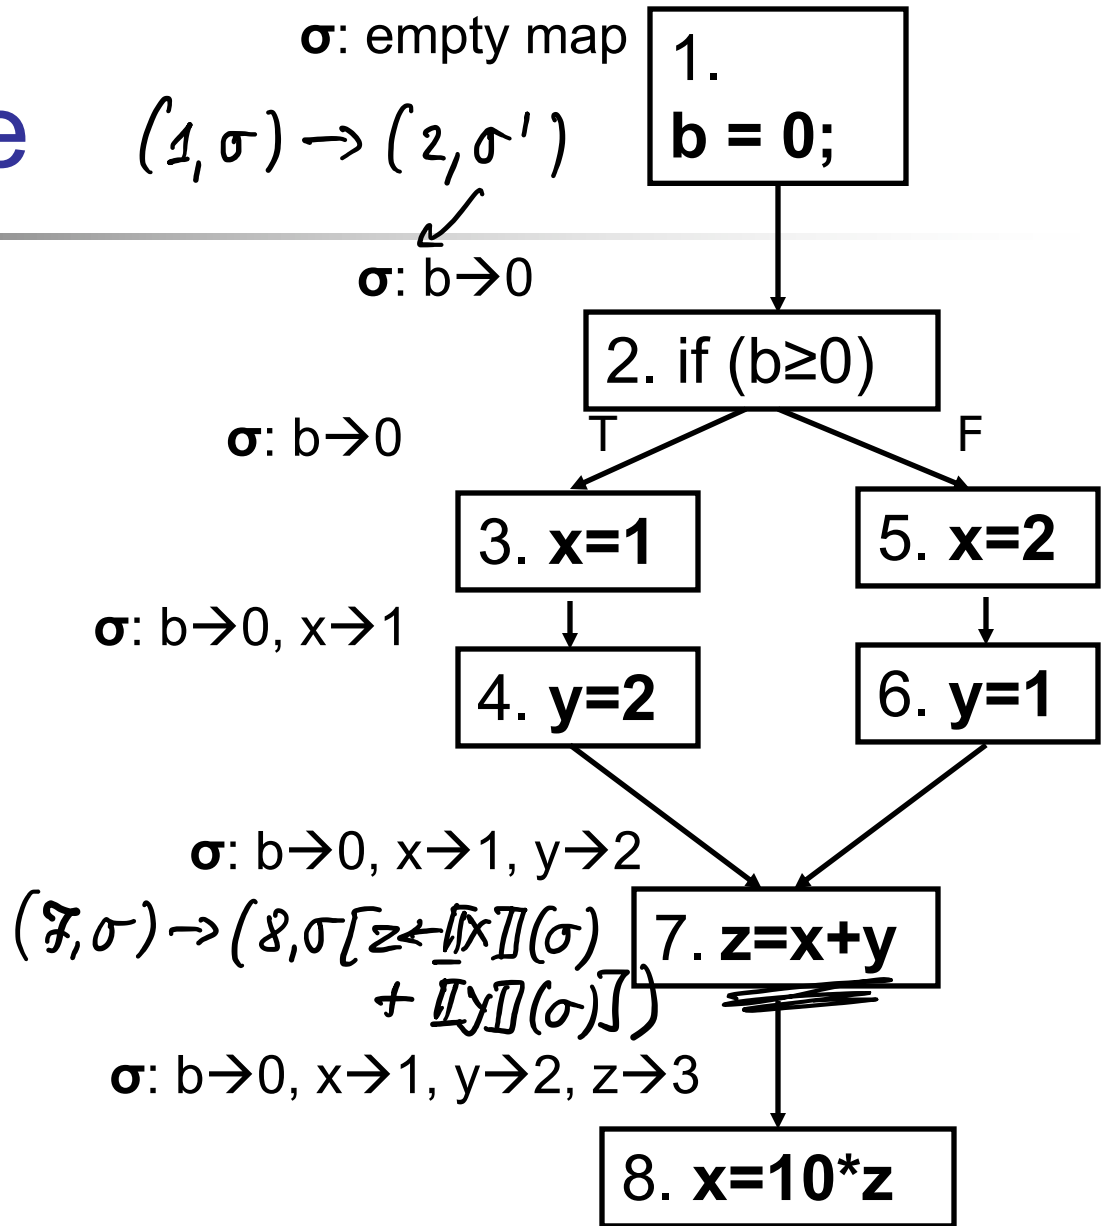 σ: empty map
1.
b = 0;
e
(1, σ) → (2, σ')
σ: b→0
2. if (b≥0)
σ: b→0
T
F
3. x=1
5. x=2
σ: b→0, x→1
4. y=2
6. y=1
σ: b→0, x→1, y→2
7. z=x+y
(7, σ) → (8, σ[z←⟦x⟧(σ)
+ ⟦y⟧(σ)])
σ: b→0, x→1, y→2, z→3
8. x=10*z